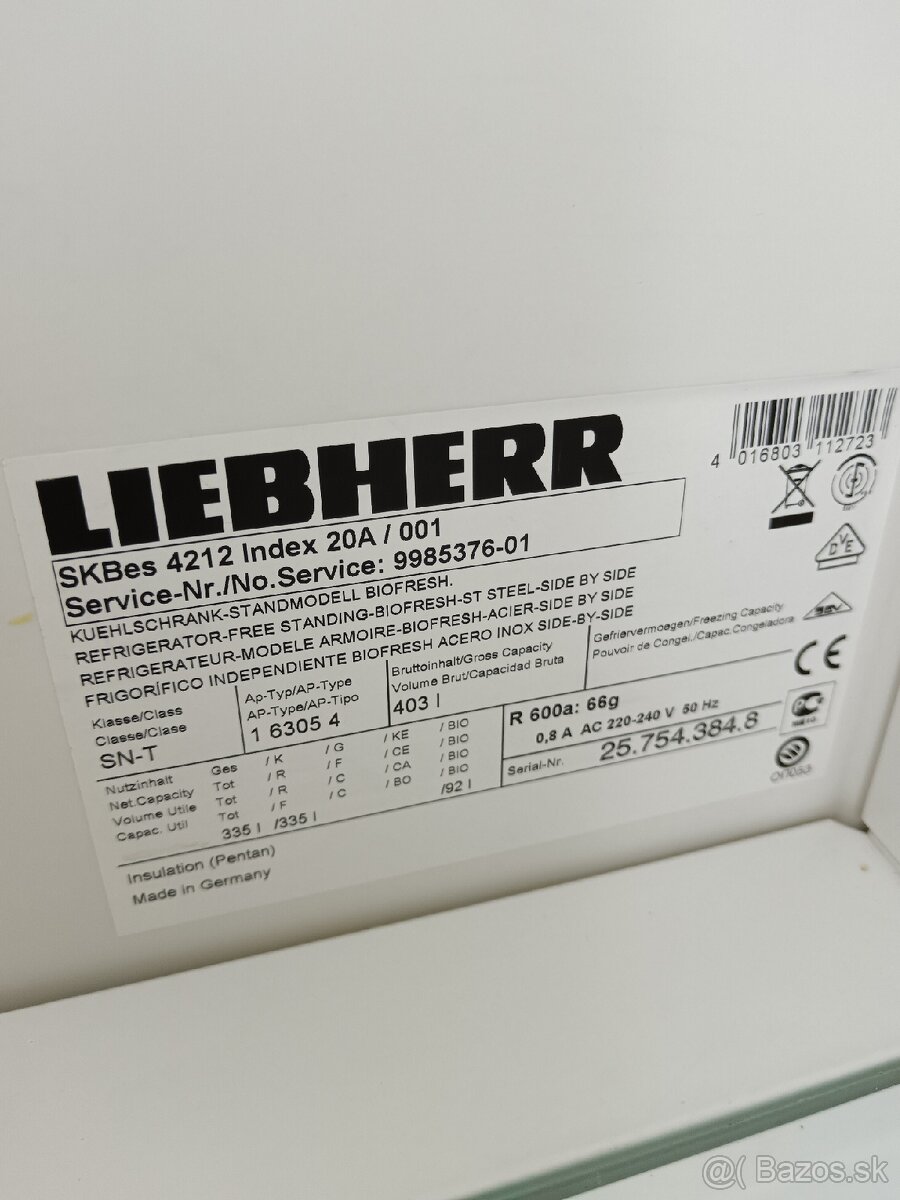 LIEBHERR
4 016803 112723
SKBes 4212 Index 20A / 001
Service-Nr./No.Service: 9985376-01
KUEHLSCHRANK-STANDMODELL BIOFRESH.
REFRIGERATOR-FREE STANDING-BIOFRESH-ST STEEL-SIDE BY SIDE
REFRIGERATEUR-MODELE ARMOIRE-BIOFRESH-ACIER-SIDE BY SIDE
FRIGORÍFICO INDEPENDIENTE BIOFRESH ACERO INOX SIDE-BY-SIDE
DVE
CE
Klasse/Class
Classe/Clase
SN-T
Ap-Typ/AP-Type
AP-Type/AP-Tipo
1 6305 4
Bruttoinhalt/Gross Capacity
Volume Brut/Capacidad Bruta
403 l
Gefriervermoegen/Freezing Capacity
Pouvoir de Congel./Capac.Congeladora
Nutzinhalt Ges / K / G / KE / BIO
Net.Capacity Tot / R / F / CE / BIO
Volume Utile Tot / R / C / CA / BIO
Capac. Util Tot / F / C / BO / BIO
335 l /335 l /92 l
R 600a: 66g
0,8 A AC 220-240 V 50 Hz
Serial-Nr. 25.754.384.8
Insulation (Pentan)
Made in Germany
@( Bazos.sk